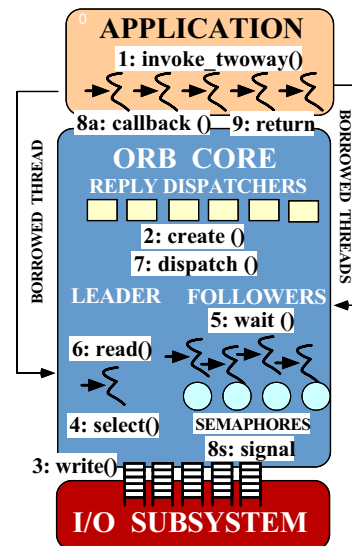 0
APPLICATION
1: invoke_twoway()
8a: callback ()
9: return
BORROWED THREAD
BORROWED THREADS
ORB CORE
REPLY DISPATCHERS
2: create ()
7: dispatch ()
LEADER
FOLLOWERS
5: wait ()
6: read()
4: select()
SEMAPHORES
8s: signal
3: write()
I/O SUBSYSTEM